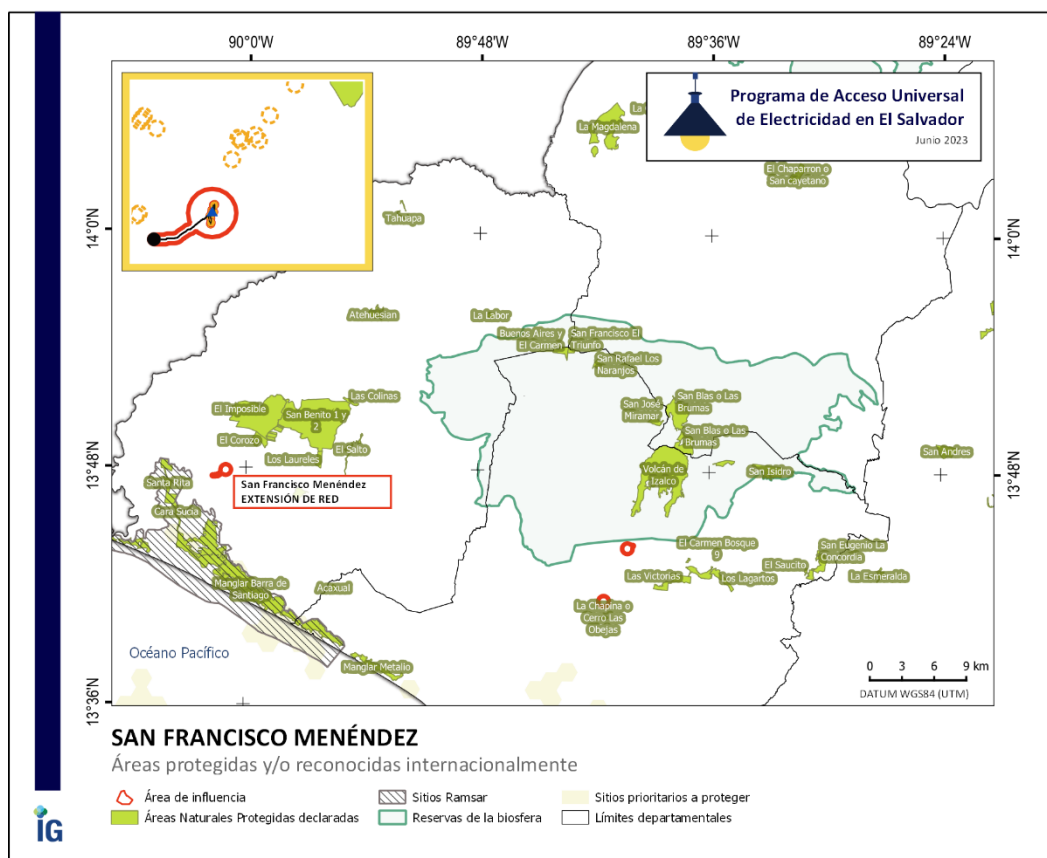 90°0'W
89°48'W
89°36'W
89°24'W
Programa de Acceso Universal
de Electricidad en El Salvador
Junio 2023
La
La Magdalena
El Chaparron o
San cayetano
Tahuapa
14°0'N
14°0'N
Atehuesian
La Labor
Buenos Aires y
El Carmen
San Francisco El
Triunfo
San Rafael Los
Naranjos
Las Colinas
El Imposible
San Benito 1 y
2
San José
Miramar
San Blas o Las
Brumas
El Corozo
El Salto
San Blas o Las
Brumas
Los Laureles
San Andres
13°48'N
13°48'N
Volcán de
Izalco
San Isidro
Santa Rita
San Francisco Menéndez
EXTENSIÓN DE RED
Cara Sucia
El Carmen Bosque
9
San Eugenio La
Concordia
El Saucito
La Esmeralda
Las Victorias
Los Lagartos
Manglar Barra de
Santiago
Acaxual
La Chapina o
Cerro Las
Obejas
Océano Pacífico
Manglar Metalio
0 3 6 9 km
DATUM WGS84 (UTM)
13°36'N
SAN FRANCISCO MENÉNDEZ
Áreas protegidas y/o reconocidas internacionalmente
Área de influencia
Sitios Ramsar
Sitios prioritarios a proteger
Áreas Naturales Protegidas declaradas
Reservas de la biosfera
Límites departamentales
IG